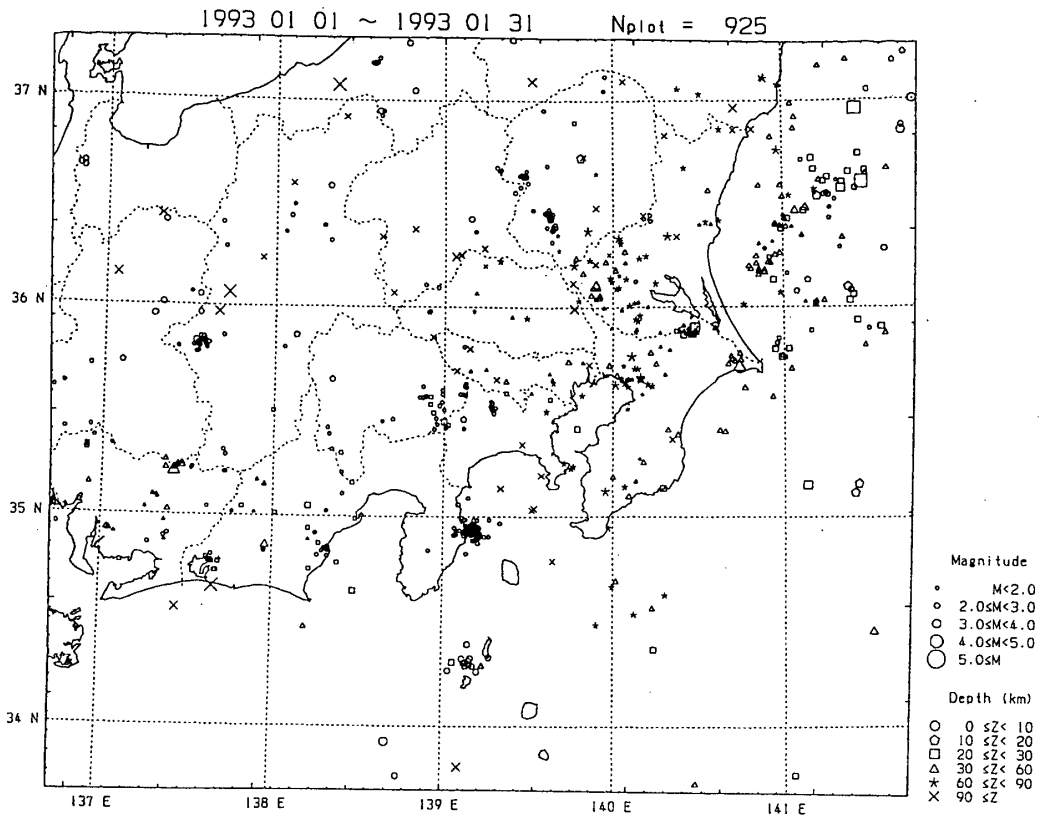 1993 01 01 ~ 1993 01 31 Nplot = 925
37 N
36 N
35 N
34 N
137 E
138 E
139 E
140 E
141 E
Magnitude
M<2.0
2.0≤M<3.0
3.0≤M<4.0
4.0≤M<5.0
5.0≤M
Depth (km)
0 ≤Z< 10
10 ≤Z< 20
20 ≤Z< 30
30 ≤Z< 60
60 ≤Z< 90
90 ≤Z